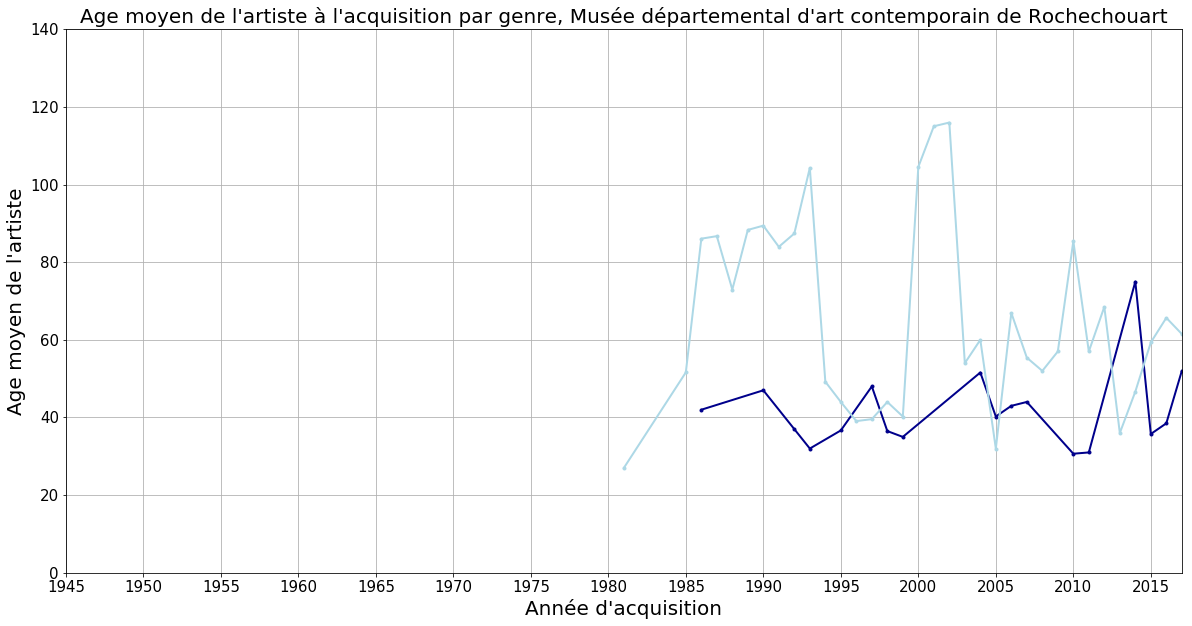 Age moyen de l'artiste à l'acquisition par genre, Musée départemental d'art contemporain de Rochechouart
Age moyen de l'artiste
140
120
100
80
60
40
20
0
1945 1950 1955 1960 1965 1970 1975 1980 1985 1990 1995 2000 2005 2010 2015
Année d'acquisition